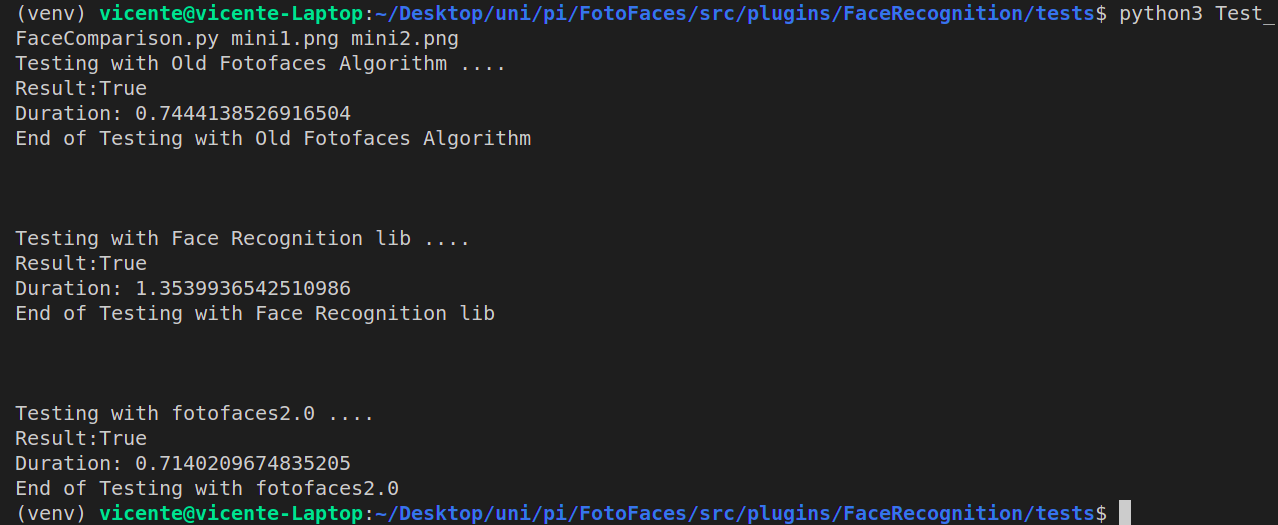 (venv) vicente@vicente-Laptop:~/Desktop/uni/pi/FotoFaces/src/plugins/FaceRecognition/tests$ python3 Test_
FaceComparison.py mini1.png mini2.png
Testing with Old Fotofaces Algorithm ....
Result:True
Duration: 0.7444138526916504
End of Testing with Old Fotofaces Algorithm
Testing with Face Recognition lib ....
Result:True
Duration: 1.3539936542510986
End of Testing with Face Recognition lib
Testing with fotofaces2.0 ....
Result:True
Duration: 0.7140209674835205
End of Testing with fotofaces2.0
(venv) vicente@vicente-Laptop:~/Desktop/uni/pi/FotoFaces/src/plugins/FaceRecognition/tests$